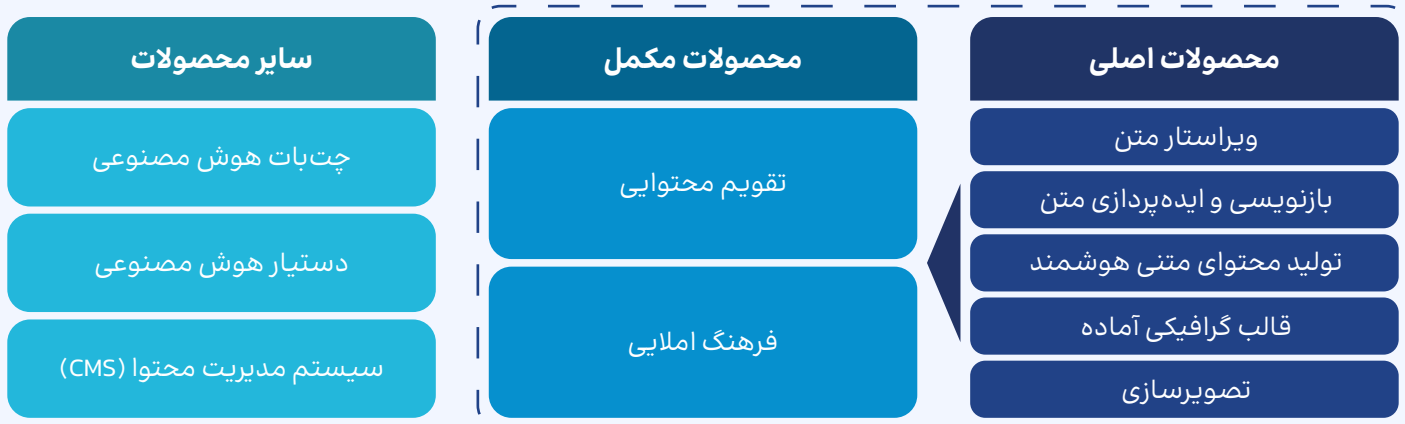 محصولات اصلی
ویراستار متن
بازنویسی و ایده‌پردازی متن
تولید محتوای متنی هوشمند
قالب گرافیکی آماده
تصویرسازی
محصولات مکمل
تقویم محتوایی
فرهنگ املایی
سایر محصولات
چت‌بات هوش مصنوعی
دستیار هوش مصنوعی
سیستم مدیریت محتوا (CMS)